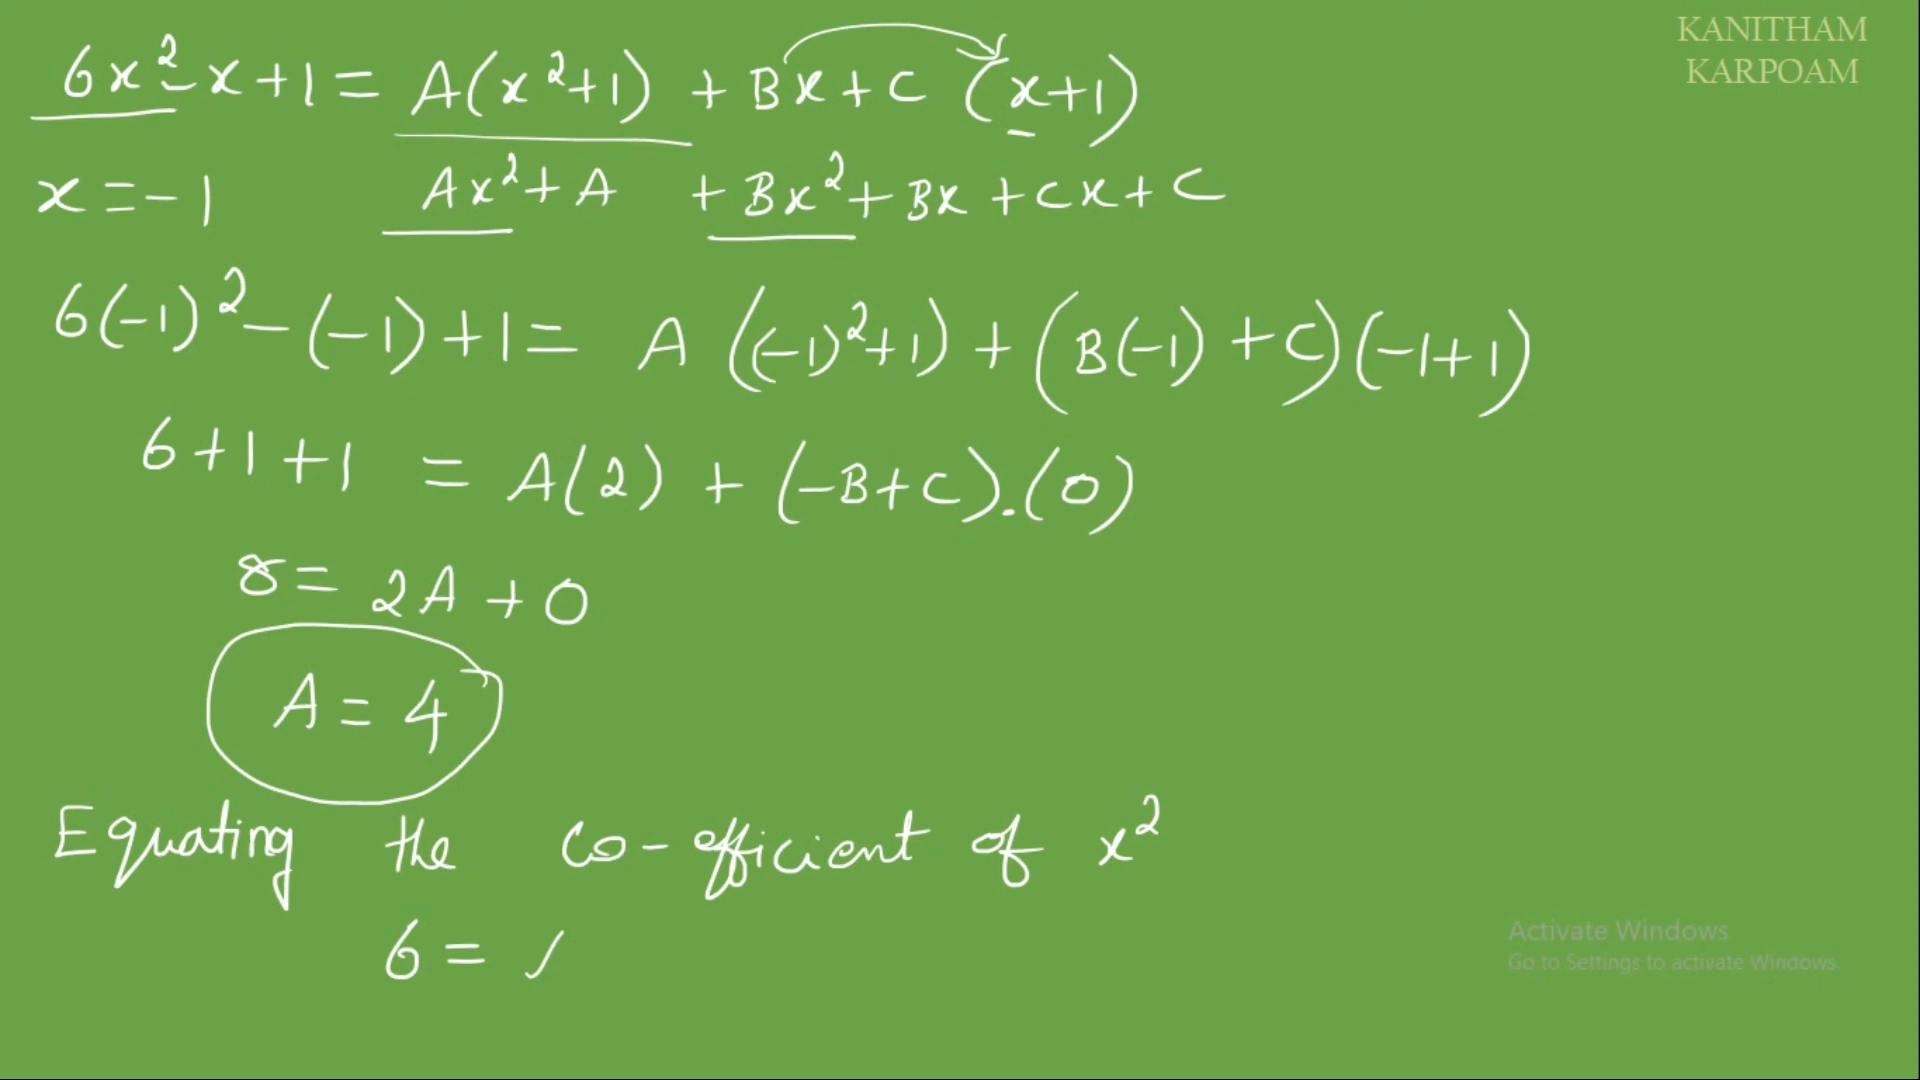 KANITHAM
KARPOAM
6x² - x + 1 = A(x² + 1) + Bx + C (x + 1)
x = -1 Ax² + A + Bx² + Bx + Cx + C
6(-1)² - (-1) + 1 = A((-1)² + 1) + (B(-1) + C)(-1 + 1)
6 + 1 + 1 = A(2) + (-B + C).(0)
8 = 2A + 0
A = 4
Equating the co-efficient of x²
6 =
Activate Windows
Go to Settings to activate Windows.